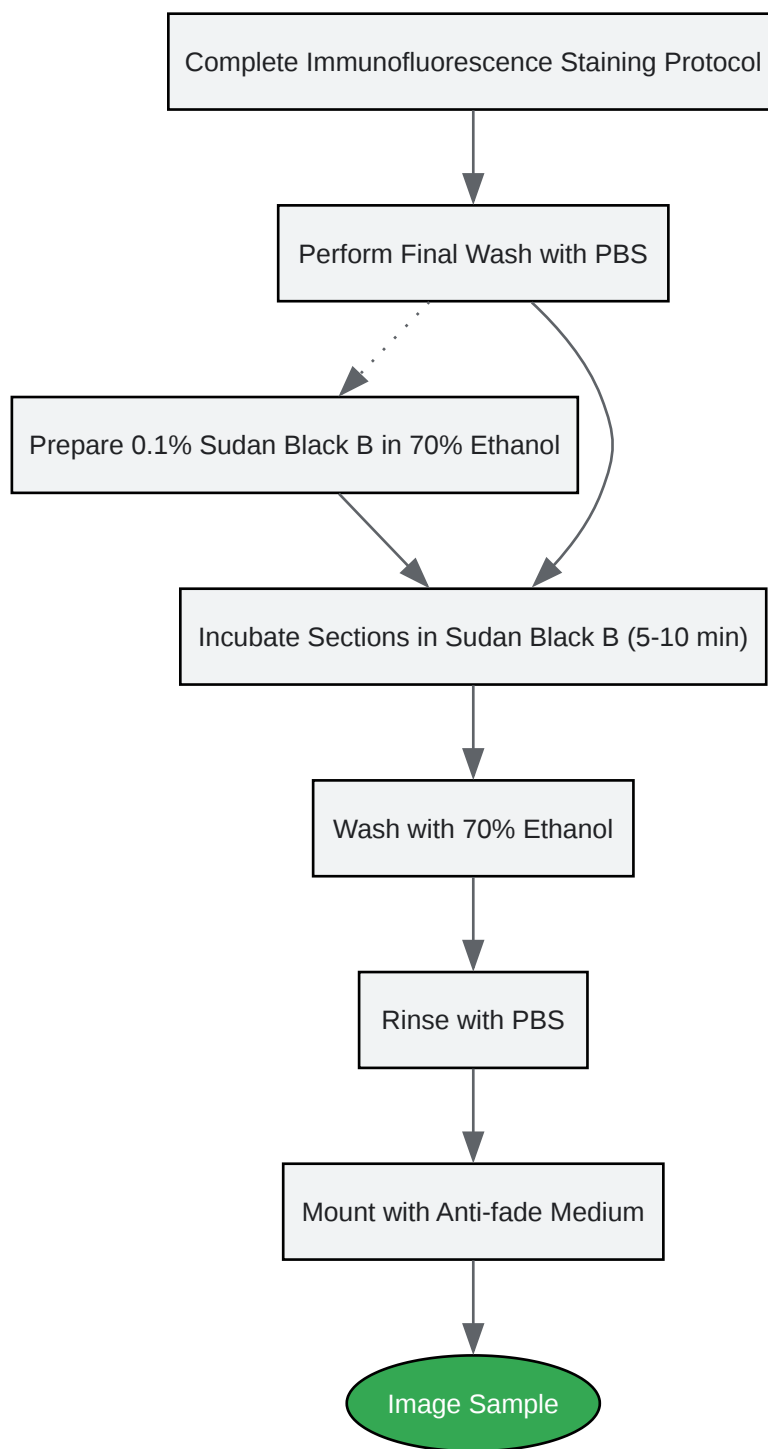 Complete Immunofluorescence Staining Protocol
Perform Final Wash with PBS
Prepare 0.1% Sudan Black B in 70% Ethanol
Incubate Sections in Sudan Black B (5-10 min)
Wash with 70% Ethanol
Rinse with PBS
Mount with Anti-fade Medium
Image Sample